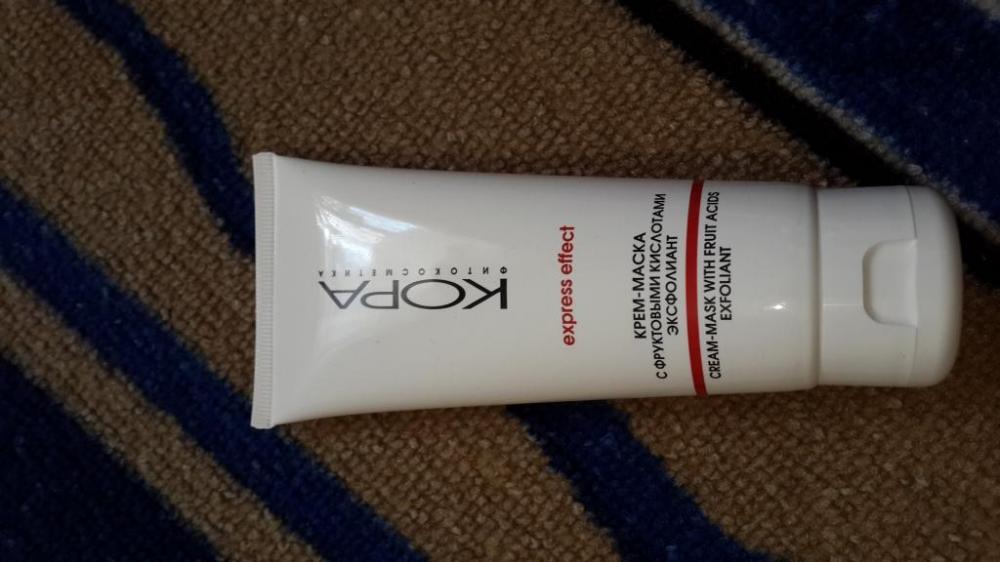 КОРА
ФИТОКОСМЕТИКА
express effect
КРЕМ-МАСКА
С ФРУКТОВЫМИ КИСЛОТАМИ
ЭКСФОЛИАНТ
CREAM-MASK WITH FRUIT ACIDS
EXFOLIANT